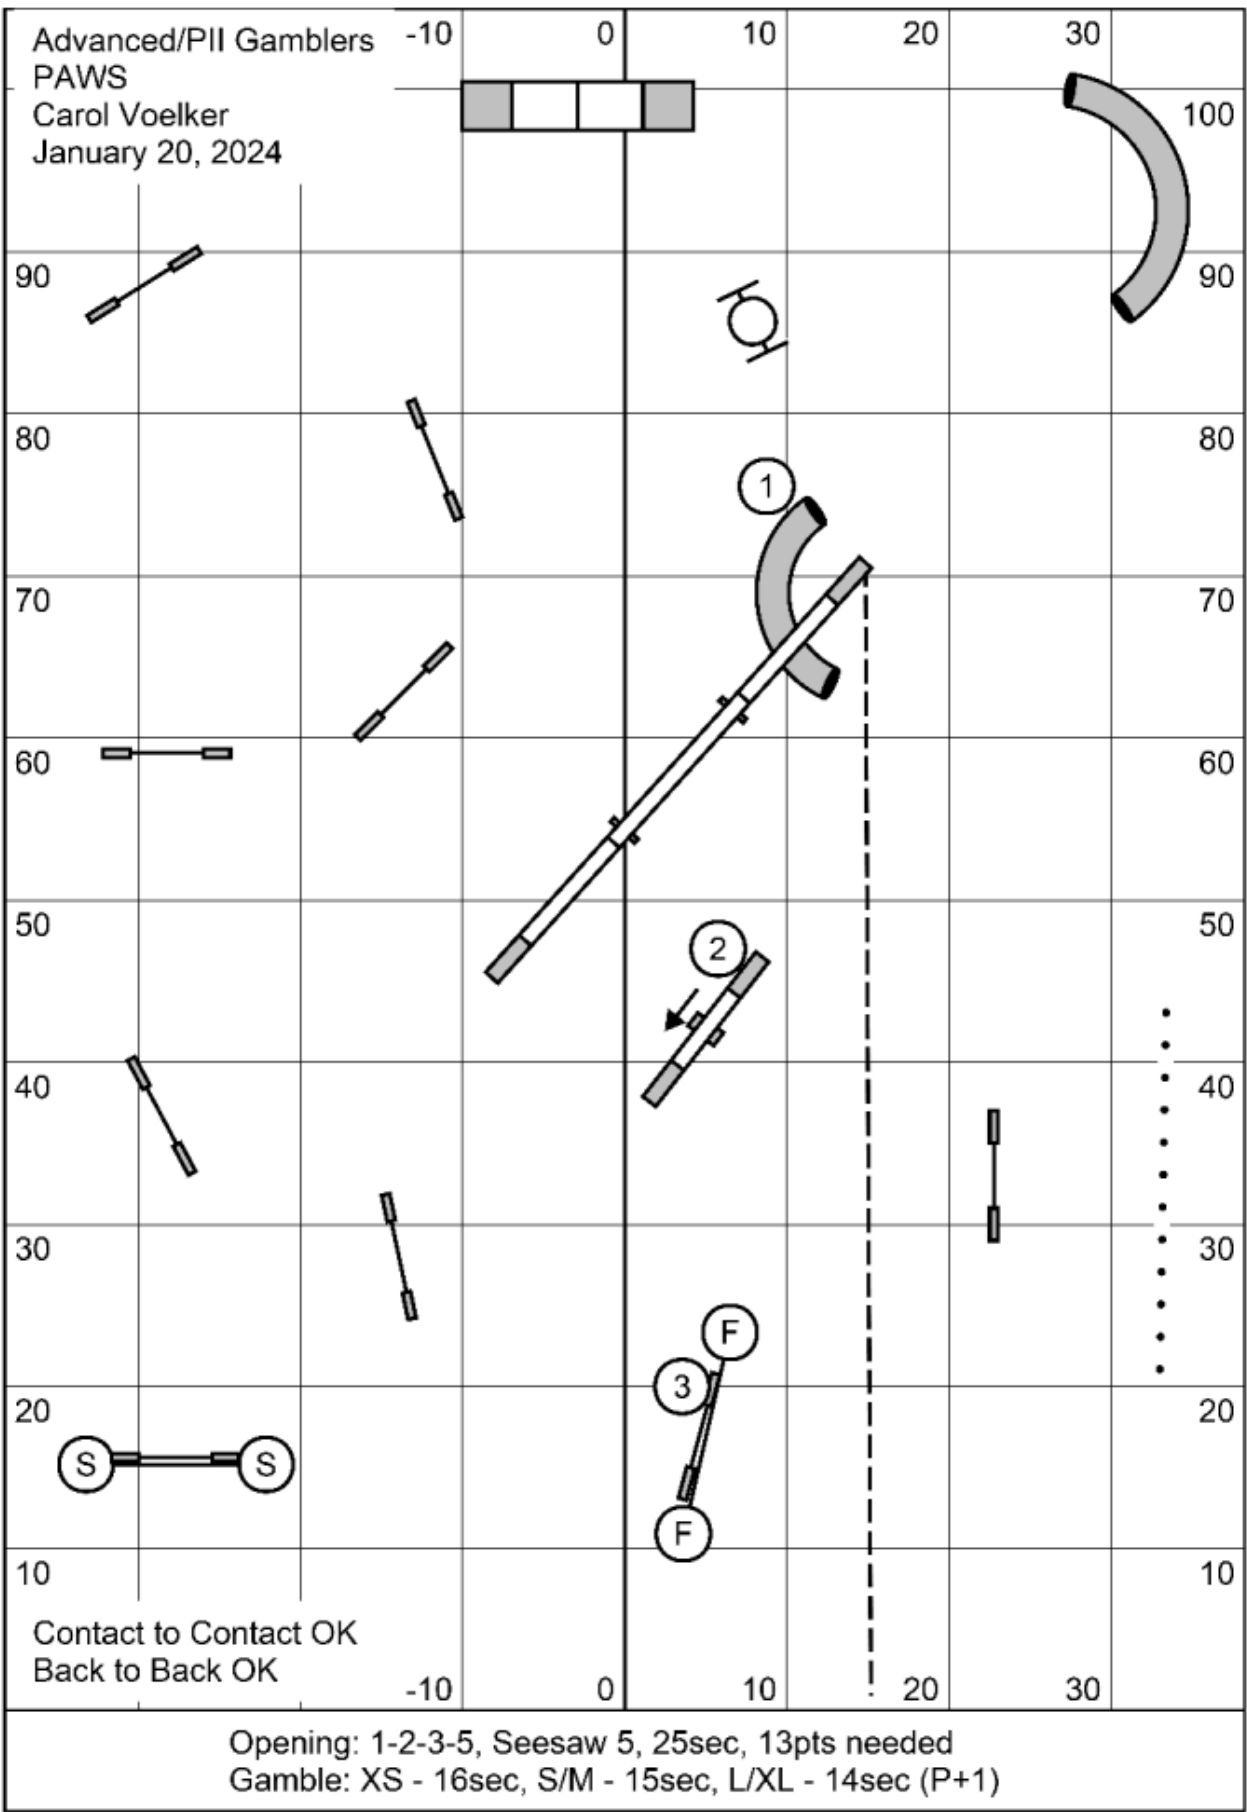 Advanced/PII Gamblers
PAWS
Carol Voelker
January 20, 2024
-10 0 10 20 30
100
90 90
80 80
1
70 70
60 60
50 50
2
40 40
30 30
F
3
20 20
S S
F
10 10
Contact to Contact OK
Back to Back OK
-10 0 10 20 30
Opening: 1-2-3-5, Seesaw 5, 25sec, 13pts needed
Gamble: XS - 16sec, S/M - 15sec, L/XL - 14sec (P+1)